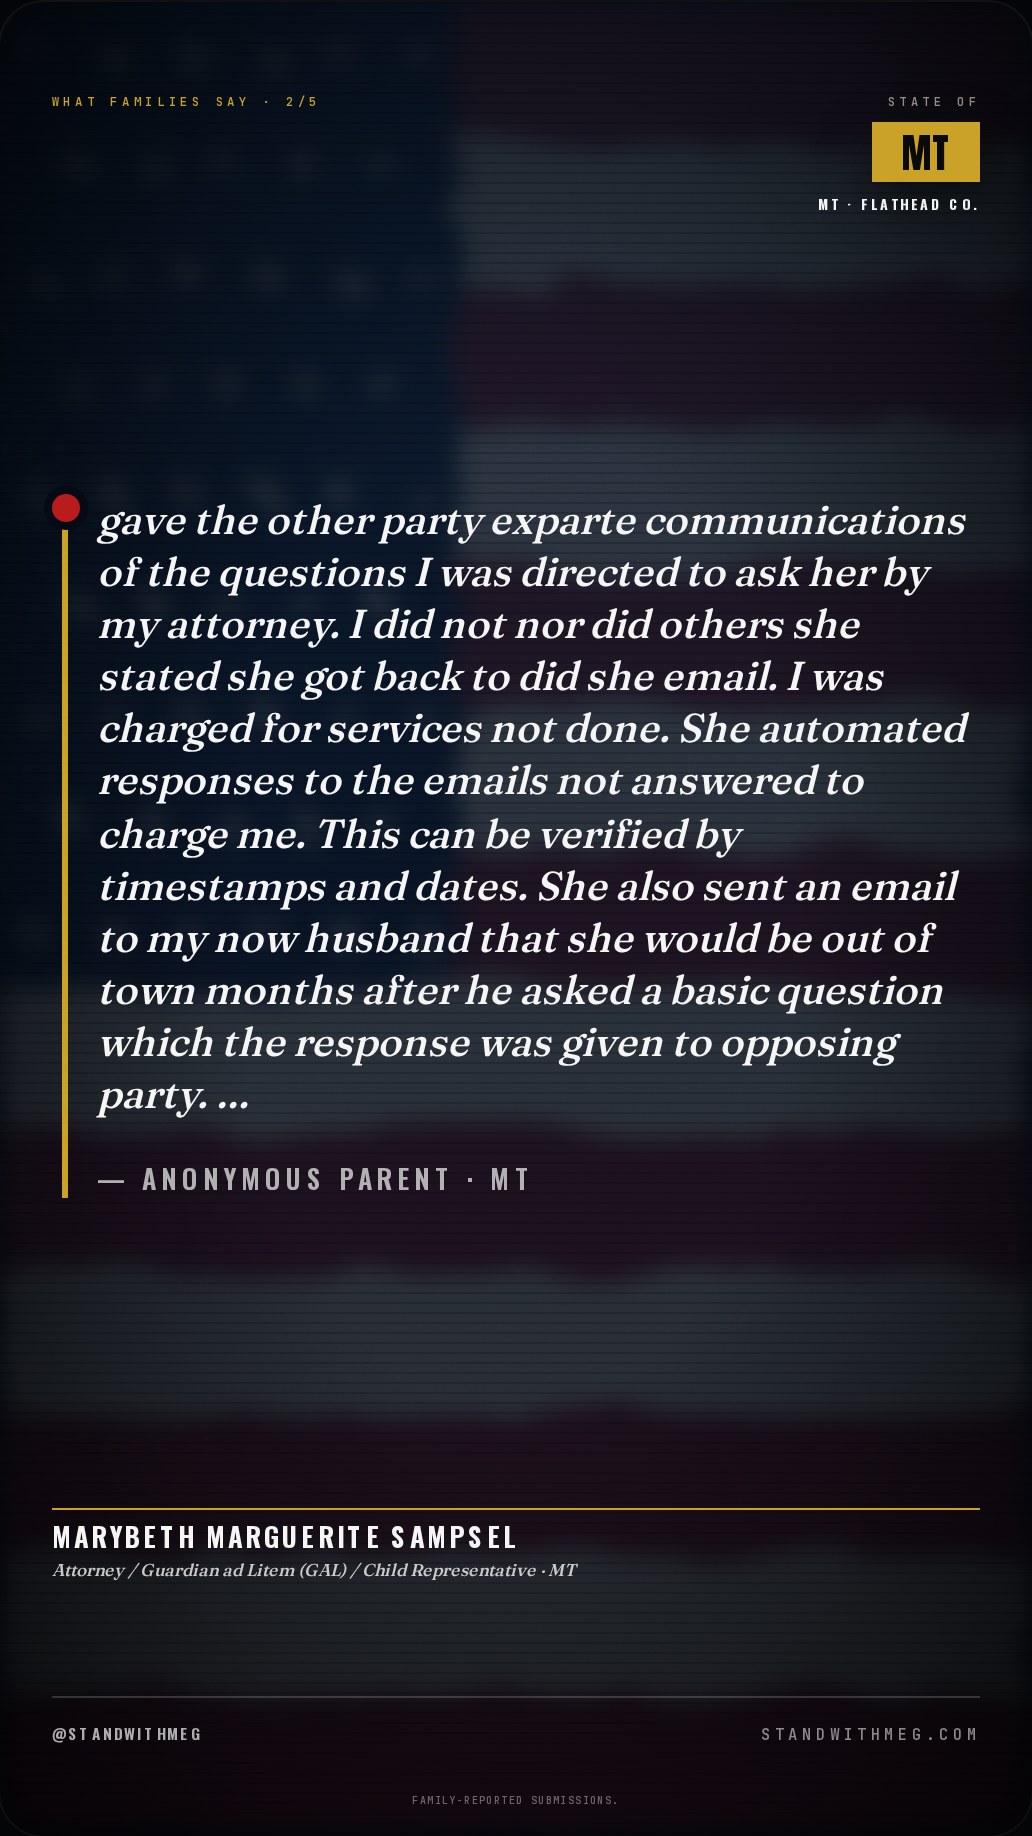 WHAT FAMILIES SAY · 2/5
STATE OF
MT
MT · FLATHEAD CO.
gave the other party exparte communications
of the questions I was directed to ask her by
my attorney. I did not nor did others she
stated she got back to did she email. I was
charged for services not done. She automated
responses to the emails not answered to
charge me. This can be verified by
timestamps and dates. She also sent an email
to my now husband that she would be out of
town months after he asked a basic question
which the response was given to opposing
party. ...
— ANONYMOUS PARENT · MT
MARYBETH MARGUERITE SAMPSEL
Attorney / Guardian ad Litem (GAL) / Child Representative · MT
@STANDWITHMEG
STANDWITHMEG.COM
FAMILY-REPORTED SUBMISSIONS.